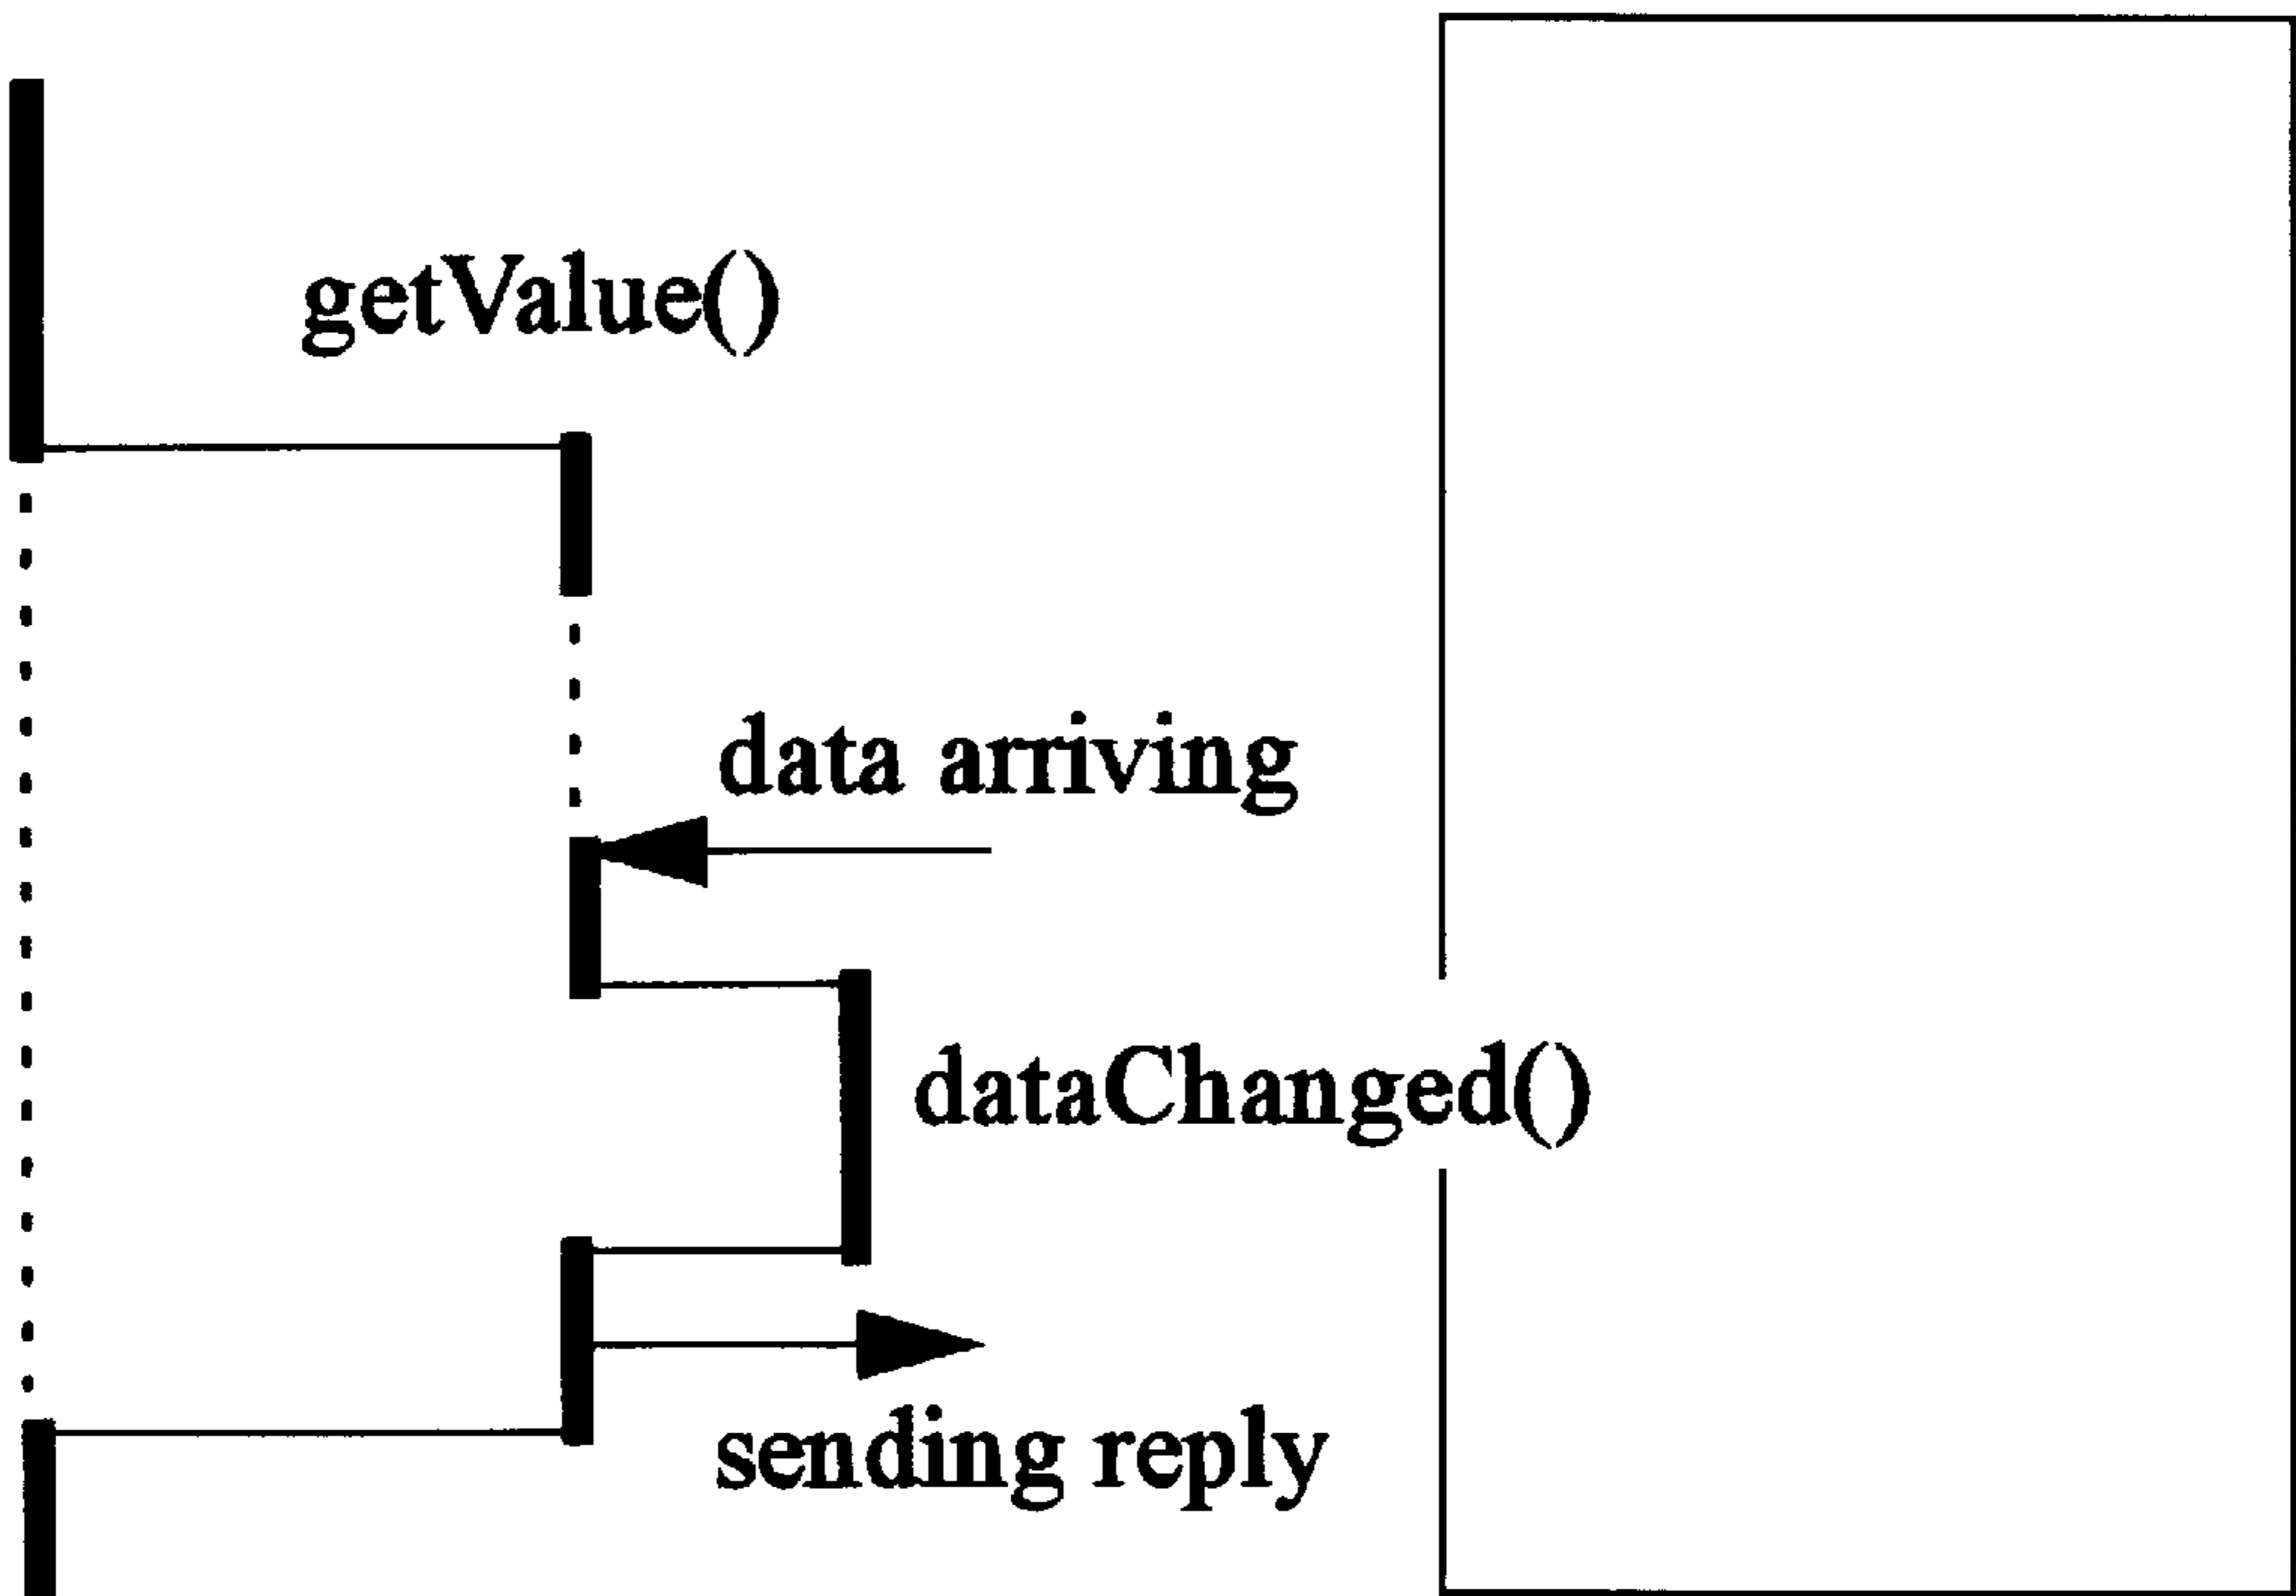 getValue()
data arriving
dataChanged()
sending reply